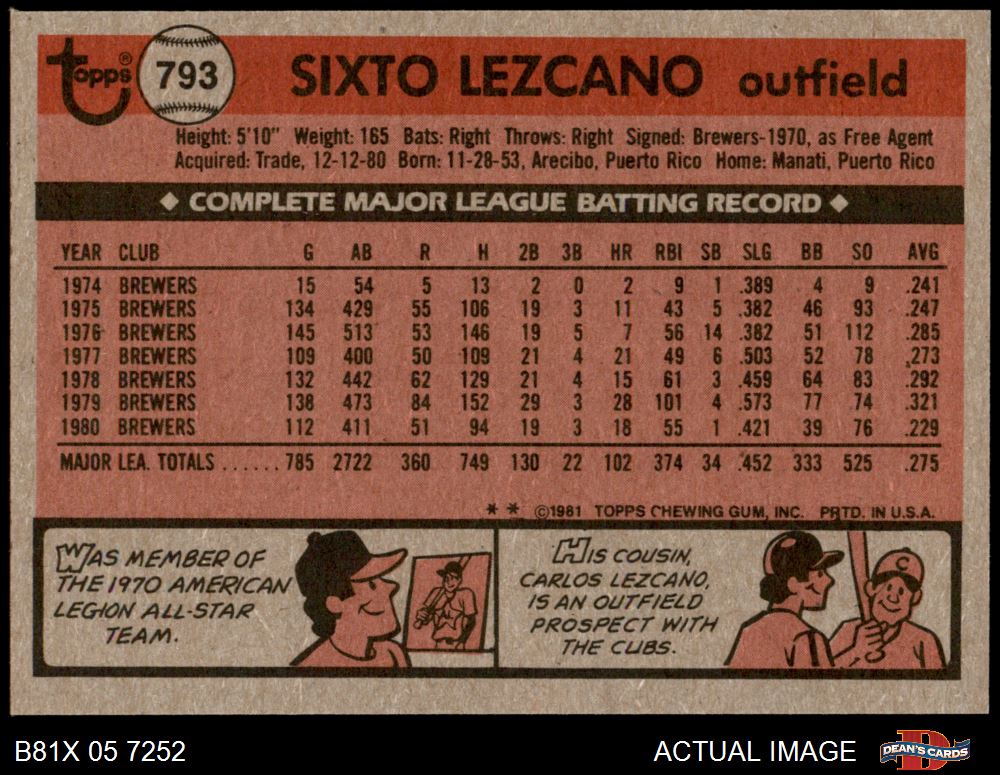 topps® 793 SIXTO LEZCANO outfield
Height: 5'10" Weight: 165 Bats: Right Throws: Right Signed: Brewers-1970, as Free Agent
Acquired: Trade, 12-12-80 Born: 11-28-53, Arecibo, Puerto Rico Home: Manati, Puerto Rico
◆ COMPLETE MAJOR LEAGUE BATTING RECORD ◆
YEAR CLUB G AB R H 2B 3B HR RBI SB SLG BB SO AVG
1974 BREWERS 15 54 5 13 2 0 2 9 1 .389 4 9 .241
1975 BREWERS 134 429 55 106 19 3 11 43 5 .382 46 93 .247
1976 BREWERS 145 513 53 146 19 5 7 56 14 .382 51 112 .285
1977 BREWERS 109 400 50 109 21 4 21 49 6 .503 52 78 .273
1978 BREWERS 132 442 62 129 21 4 15 61 3 .459 64 83 .292
1979 BREWERS 138 473 84 152 29 3 28 101 4 .573 77 74 .321
1980 BREWERS 112 411 51 94 19 3 18 55 1 .421 39 76 .229
MAJOR LEA. TOTALS ...... 785 2722 360 749 130 22 102 374 34 .452 333 525 .275
* * ©1981 TOPPS CHEWING GUM, INC. PRTD. IN U.S.A.
WAS MEMBER OF
THE 1970 AMERICAN
LEGION ALL-STAR
TEAM.
HIS COUSIN,
CARLOS LEZCANO,
IS AN OUTFIELD
PROSPECT WITH
THE CUBS.
C
B81X 05 7252 ACTUAL IMAGE D DEAN'S CARDS